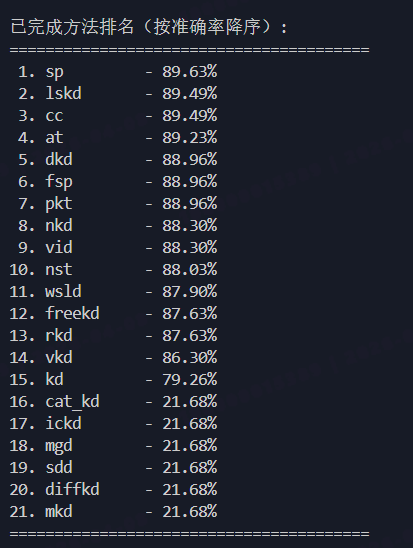 已完成方法排名（按准确率降序）:
========================================
 1. sp         - 89.63%
 2. lskd       - 89.49%
 3. cc         - 89.49%
 4. at         - 89.23%
 5. dkd        - 88.96%
 6. fsp        - 88.96%
 7. pkt        - 88.96%
 8. nkd        - 88.30%
 9. vid        - 88.30%
10. nst        - 88.03%
11. wsld       - 87.90%
12. freekd     - 87.63%
13. rkd        - 87.63%
14. vkd        - 86.30%
15. kd         - 79.26%
16. cat_kd     - 21.68%
17. ickd       - 21.68%
18. mgd        - 21.68%
19. sdd        - 21.68%
20. diffkd     - 21.68%
21. mkd        - 21.68%
========================================